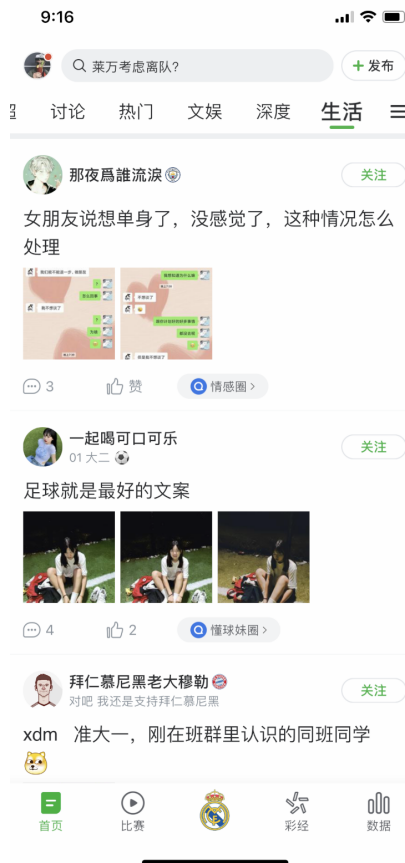 9:16
莱万考虑离队?
+ 发布
讨论 热门 文娱 深度 生活
那夜爲誰流淚
关注
女朋友说想单身了，没感觉了，这种情况怎么
处理
3 赞 情感圈 >
一起喝可口可乐
01 大二
关注
足球就是最好的文案
4 2 懂球妹圈 >
拜仁慕尼黑老大穆勒
对吧 我还是支持拜仁慕尼黑
关注
xdm 准大一，刚在班群里认识的同班同学
首页 比赛 彩经 数据